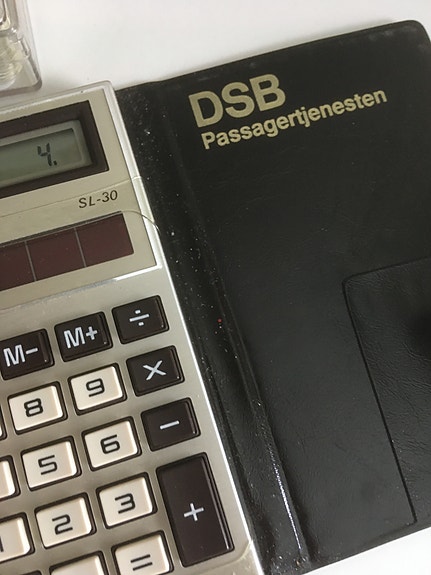 DSB
Passagertjenesten
4.
SL-30
M- M+ ÷
8 9 ×
5 6 -
2 3 +
=